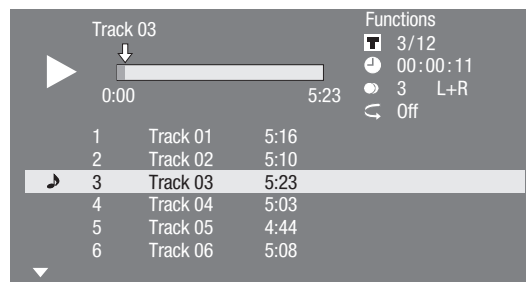 Track 03
0:00 5:23
Functions
T 3/12
00:00:11
3 L+R
Off
1 Track 01 5:16
2 Track 02 5:10
3 Track 03 5:23
4 Track 04 5:03
5 Track 05 4:44
6 Track 06 5:08